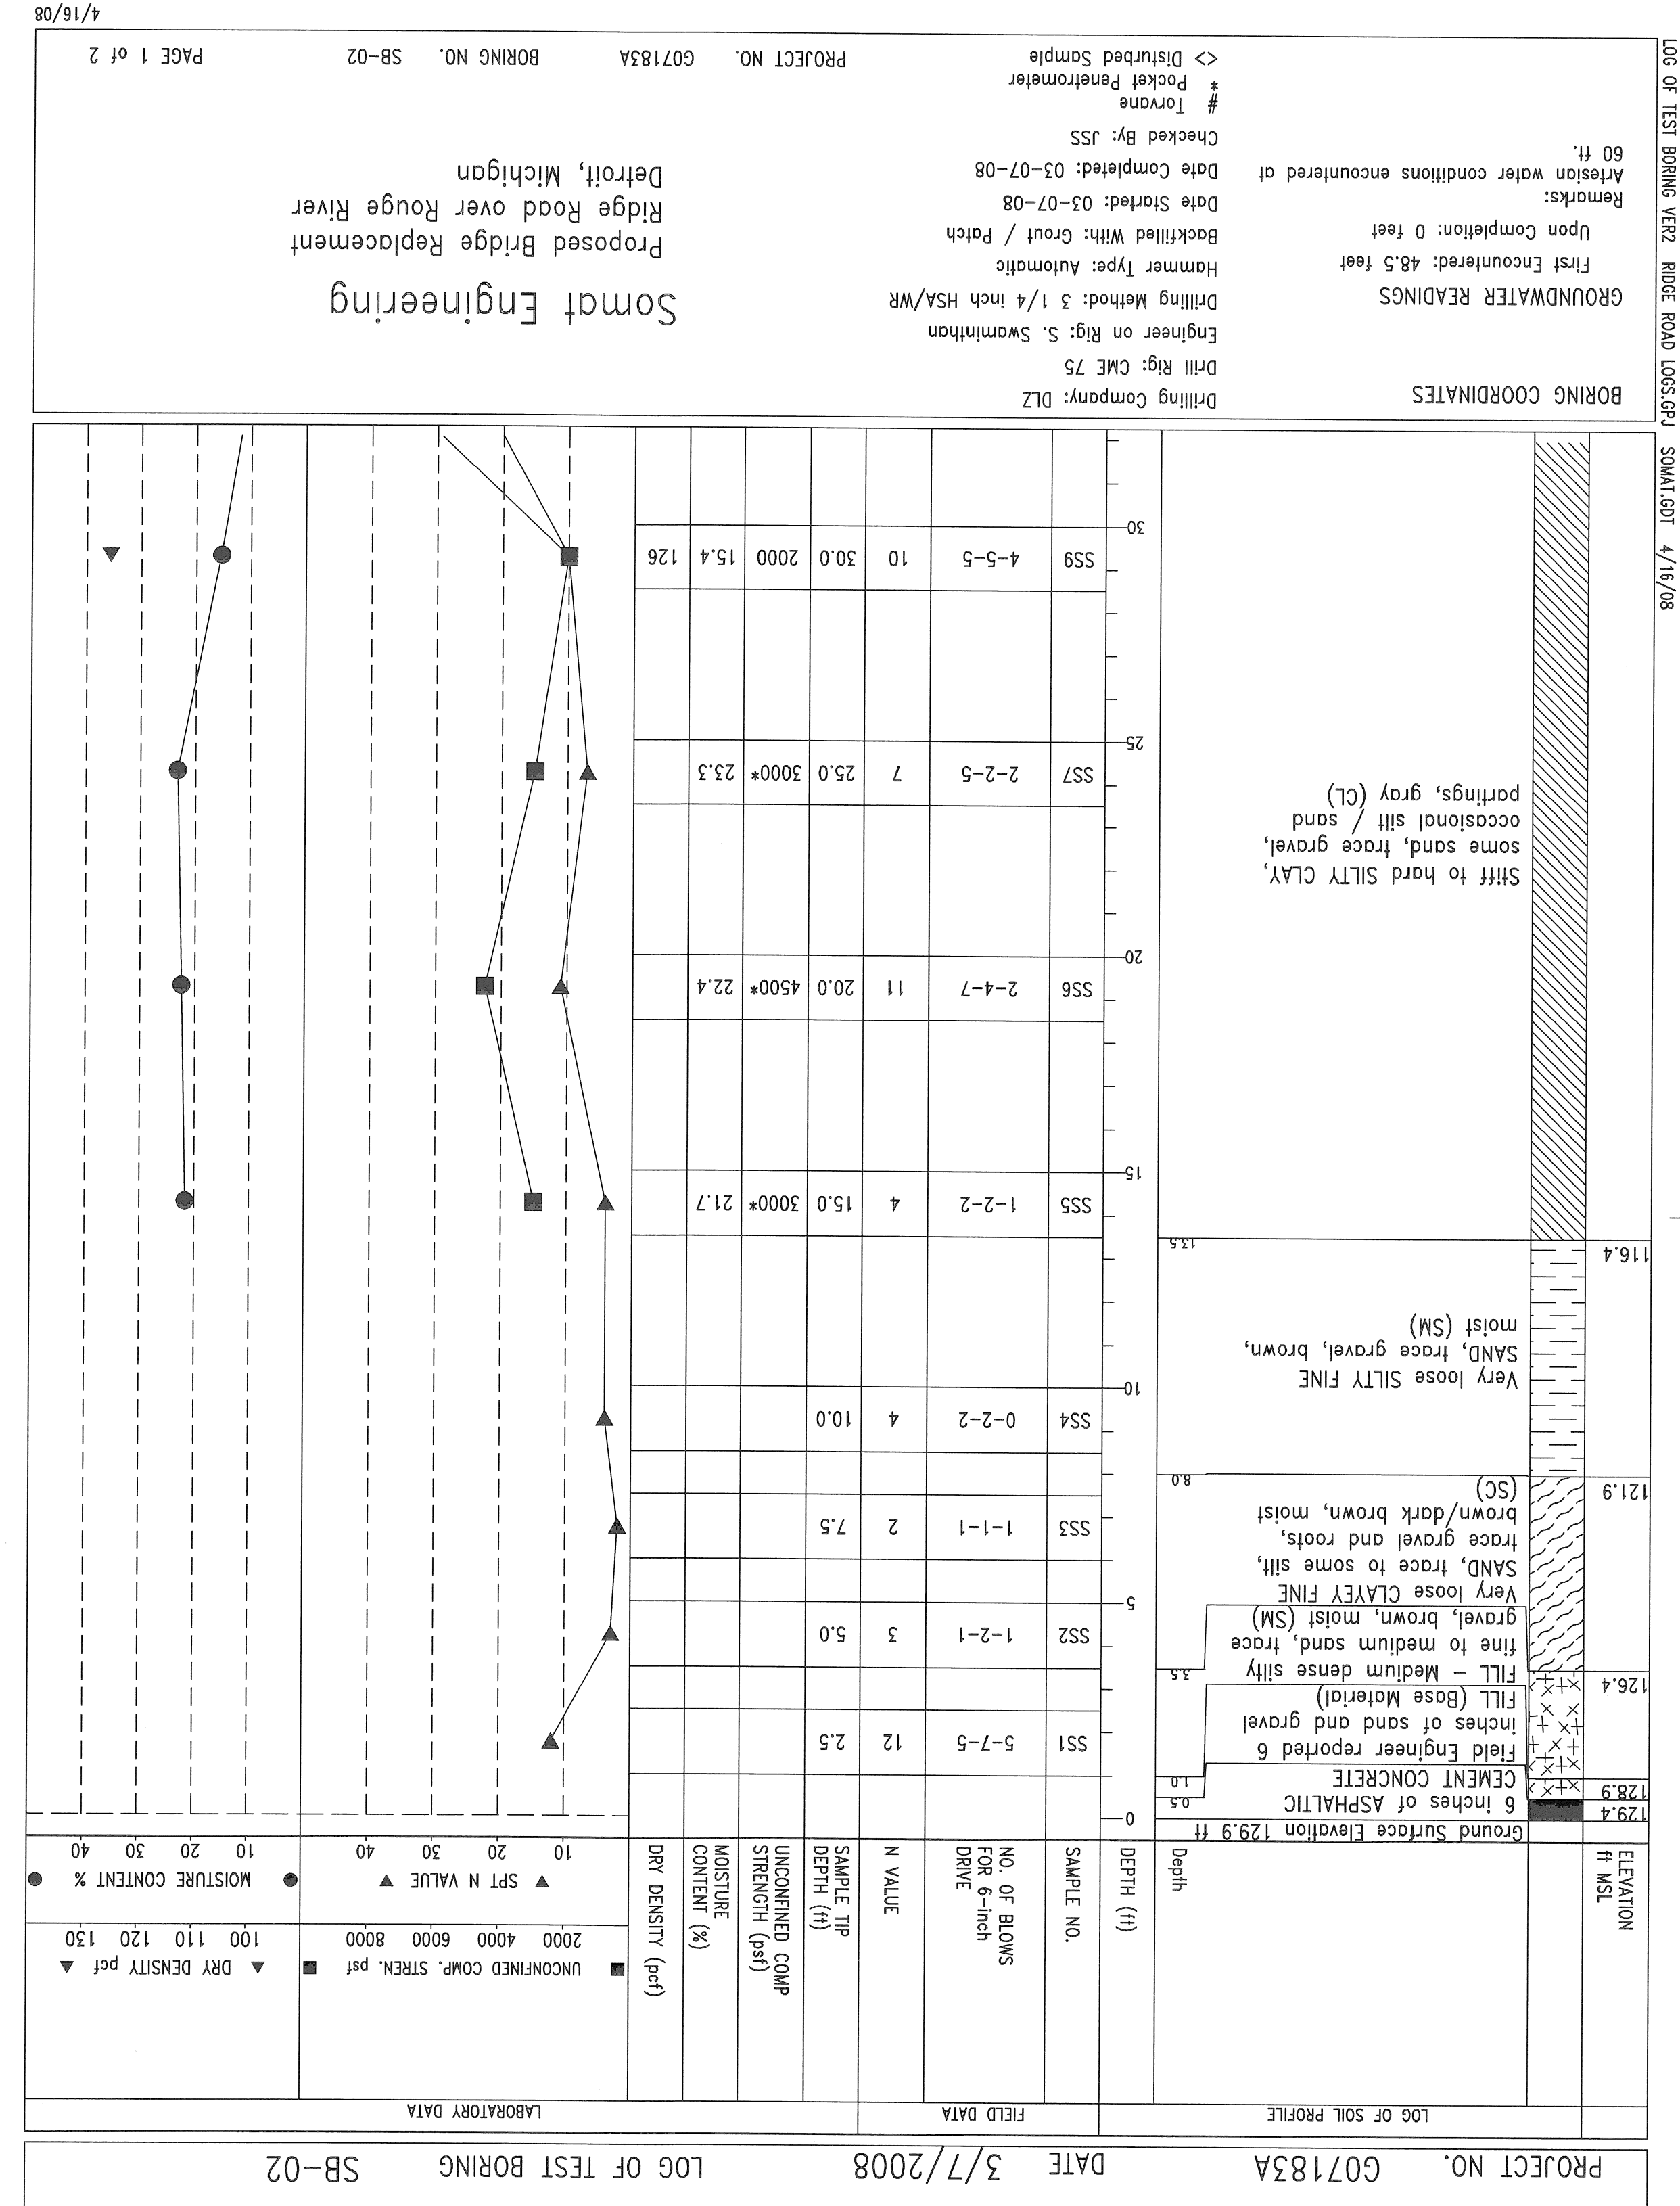 PROJECT NO. G07183A DATE 3/7/2008 LOG OF TEST BORING SB-02
LOG OF SOIL PROFILE
FIELD DATA
LABORATORY DATA
ELEVATION
ft MSL
Depth
DEPTH (ft)
SAMPLE NO.
NO. OF BLOWS
FOR 6-inch
DRIVE
N VALUE
SAMPLE TIP
DEPTH (ft)
UNCONFINED COMP
STRENGTH (psf)
MOISTURE
CONTENT (%)
DRY DENSITY (pcf)
■ UNCONFINED COMP. STREN. psf ■
2000 4000 6000 8000
▲ SPT N VALUE ▲
10 20 30 40
▼ DRY DENSITY pcf ▼
100 110 120 130
● MOISTURE CONTENT % ●
10 20 30 40
Ground Surface Elevation 129.9 ft
129.4
6 inches of ASPHALTIC
CEMENT CONCRETE
0.5
128.9
Field Engineer reported 6
inches of sand and gravel
FILL (Base Material)
1.0
126.4
FILL - Medium dense silty
fine to medium sand, trace
gravel, brown, moist (SM)
3.5
121.9
Very loose CLAYEY FINE
SAND, trace to some silt,
trace gravel and roots,
brown/dark brown, moist
(SC)
8.0
116.4
Very loose SILTY FINE
SAND, trace gravel, brown,
moist (SM)
13.5
Stiff to hard SILTY CLAY,
some sand, trace gravel,
occasional silt / sand
partings, gray (CL)
0
5
10
15
20
25
30
SS1 5-7-5 12 2.5
SS2 1-2-1 3 5.0
SS3 1-1-1 2 7.5
SS4 0-2-2 4 10.0
SS5 1-2-2 4 15.0 3000* 21.7
SS6 2-4-7 11 20.0 4500* 22.4
SS7 2-2-5 7 25.0 3000* 23.3
SS9 4-5-5 10 30.0 2000 15.4 126
BORING COORDINATES
GROUNDWATER READINGS
First Encountered: 48.5 feet
Upon Completion: 0 feet
Remarks:
Artesian water conditions encountered at
60 ft.
Drilling Company: DLZ
Drill Rig: CME 75
Engineer on Rig: S. Swaminthan
Drilling Method: 3 1/4 inch HSA/WR
Hammer Type: Automatic
Backfilled With: Grout / Patch
Date Started: 03-07-08
Date Completed: 03-07-08
Checked By: JSS
# Torvane
* Pocket Penetrometer
<> Disturbed Sample
Somat Engineering
Proposed Bridge Replacement
Ridge Road over Rouge River
Detroit, Michigan
PROJECT NO. G07183A BORING NO. SB-02 PAGE 1 of 2
4/16/08
LOG OF TEST BORING VER2 RIDGE ROAD LOGS.GPJ SOMAT.GDT 4/16/08